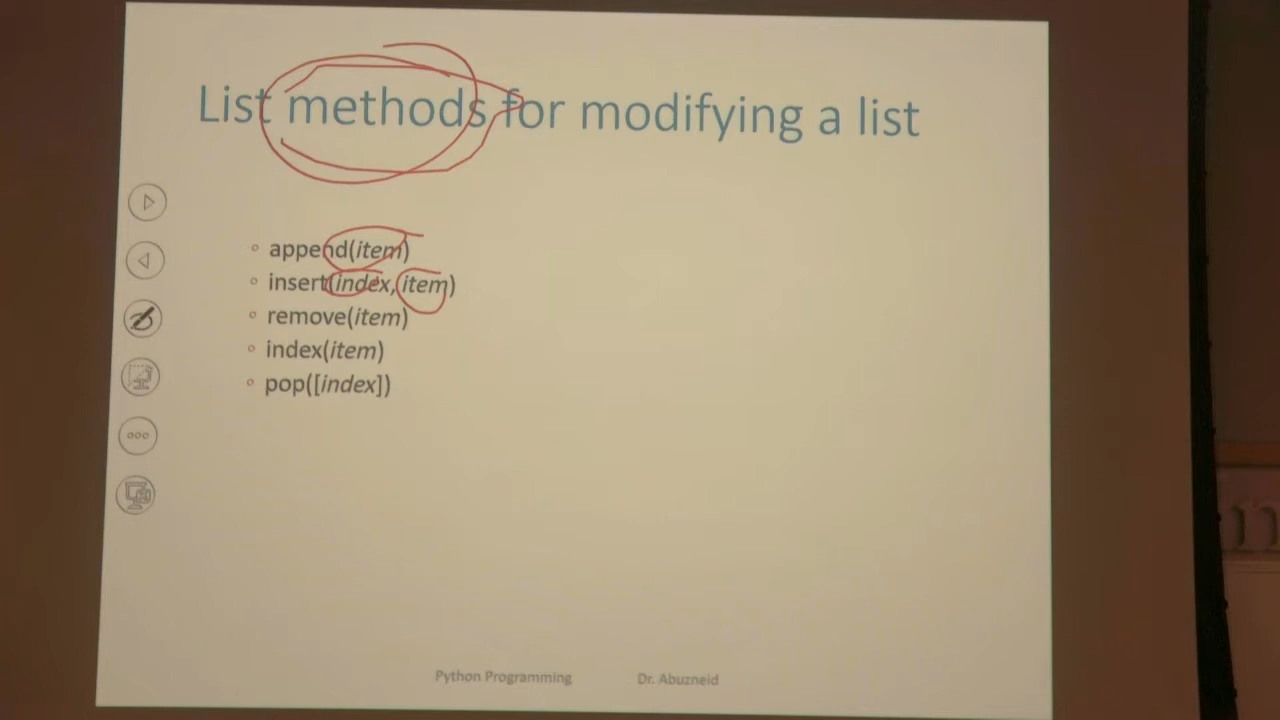 List methods for modifying a list
◦ append(item)
◦ insert(index, item)
◦ remove(item)
◦ index(item)
◦ pop([index])
Python Programming Dr. Abuzneid